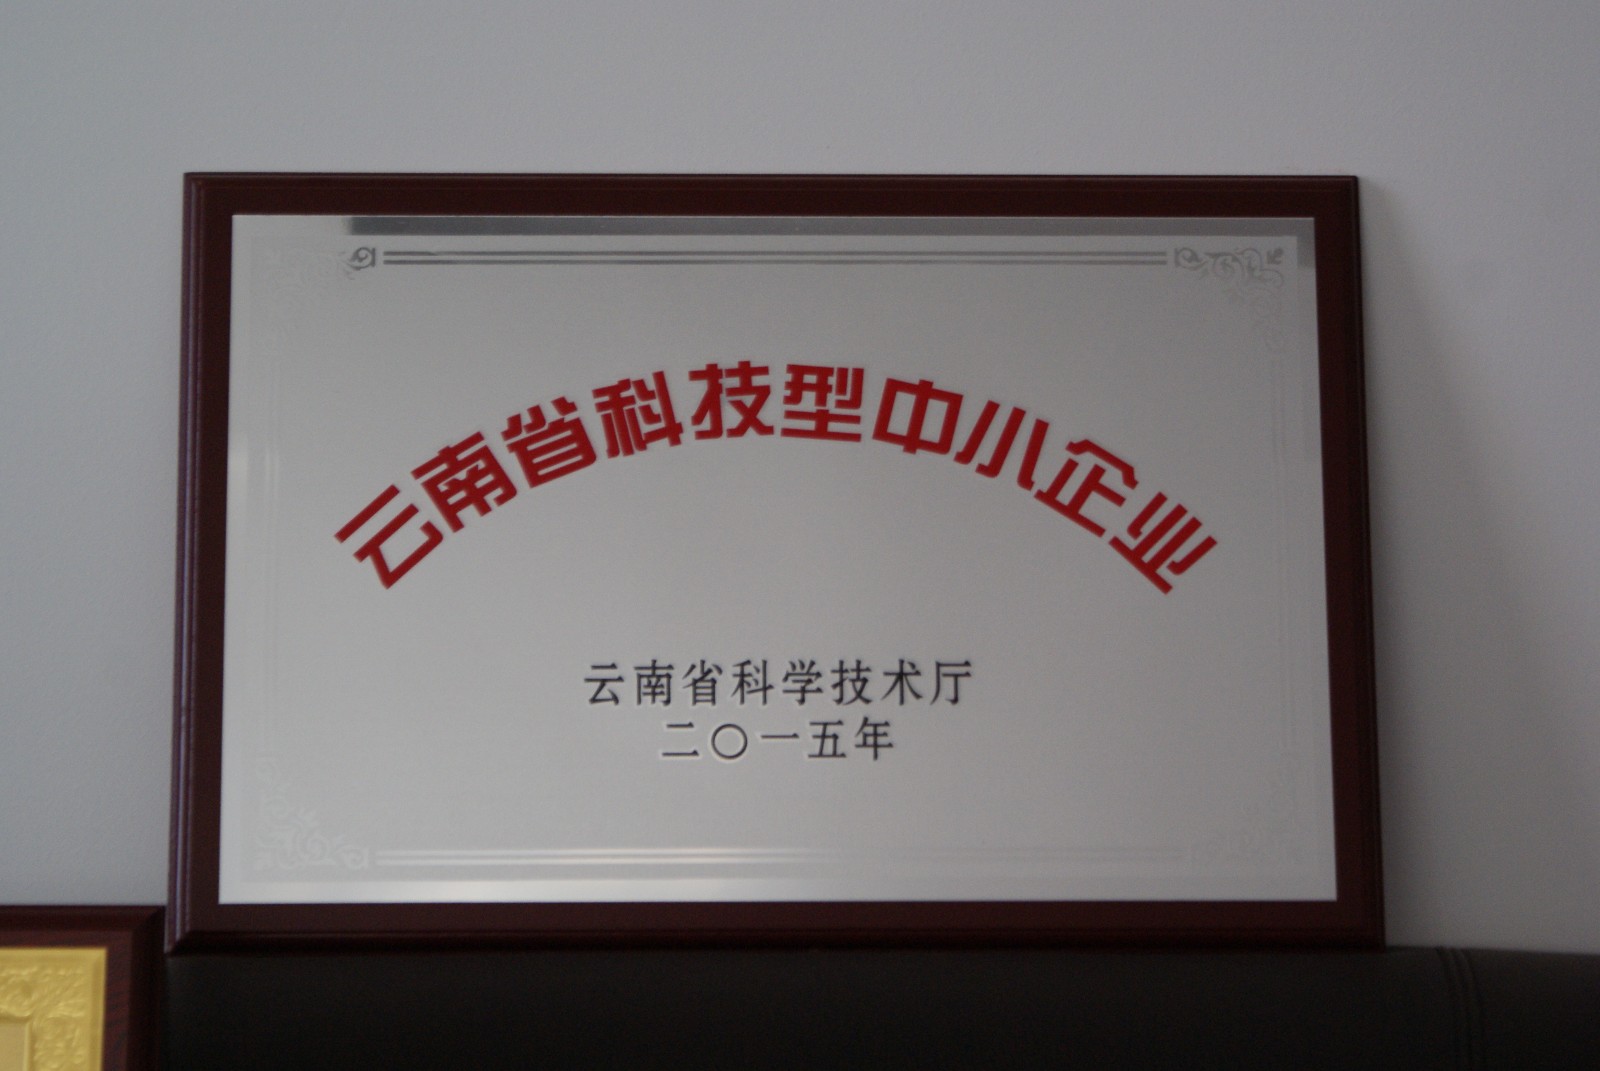 云南省科技型中小企业
云南省科学技术厅
二〇一五年